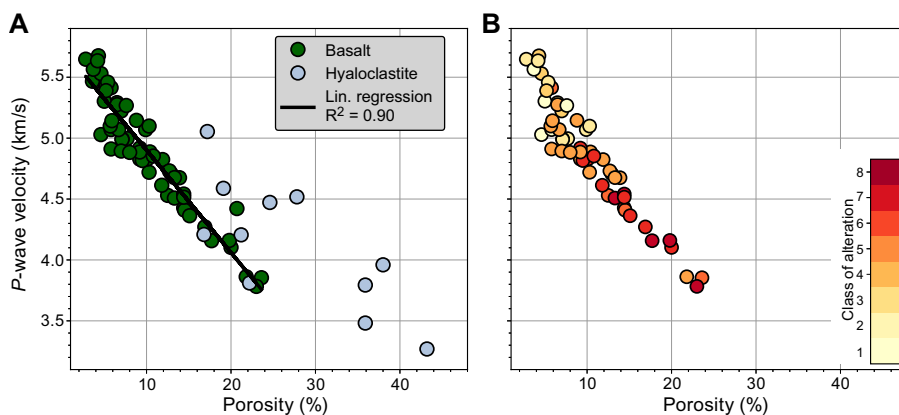 A
B
Basalt
Hyaloclastite
Lin. regression
R² = 0.90
P-wave velocity (km/s)
5.5
5.0
4.5
4.0
3.5
10 20 30 40
Porosity (%)
10 20 30 40
Porosity (%)
Class of alteration
8
7
6
5
4
3
2
1